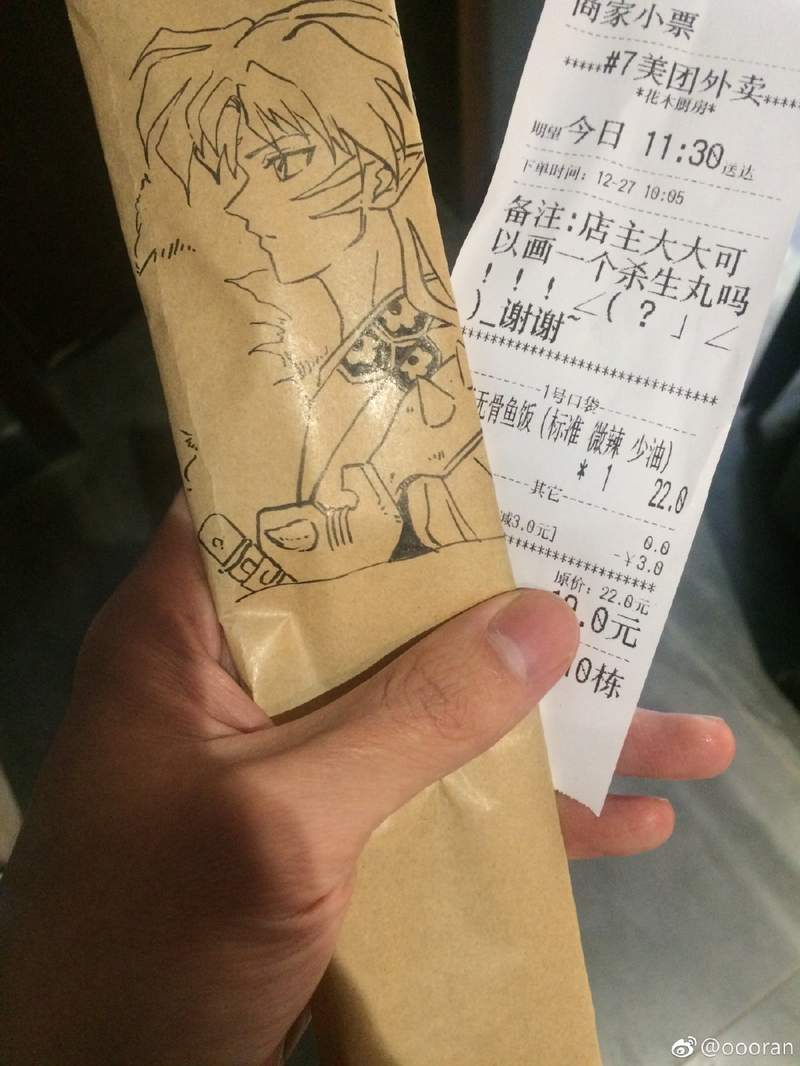 商家小票
*****#7美团外卖*****
*花木厨房*
期望 今日 11:30 送达
下单时间: 12-27 10:05
备注:店主大大可
以画一个杀生丸吗
！！！∠(？」∠
)_谢谢~
1号口袋
无骨鱼饭(标准 微辣 少油)
* 1 22.0
其它
0.0
减3.0元] -￥3.0
原价: 22.0元
.0元
10栋
@oooran